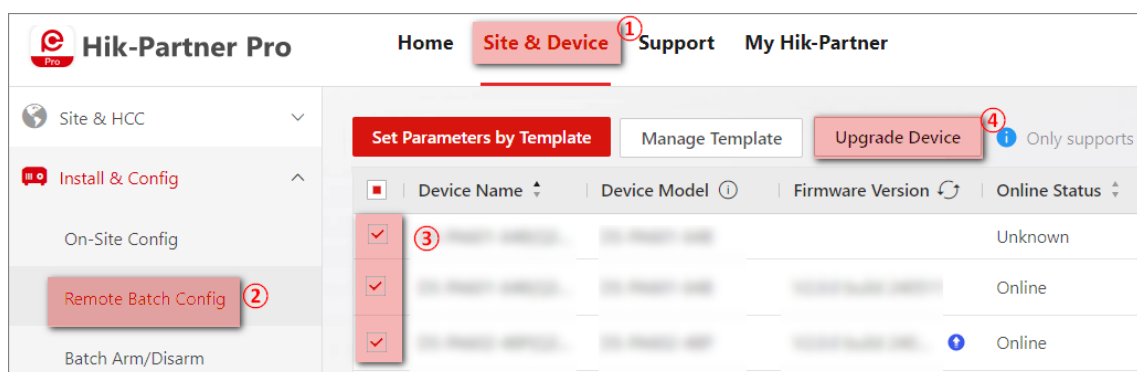 Hik-Partner Pro
Pro
Home Site & Device ① Support My Hik-Partner
Site & HCC
Install & Config
On-Site Config
Remote Batch Config ②
Batch Arm/Disarm
Set Parameters by Template Manage Template Upgrade Device ④ Only supports
Device Name Device Model Firmware Version Online Status
③ Unknown
Online
Online